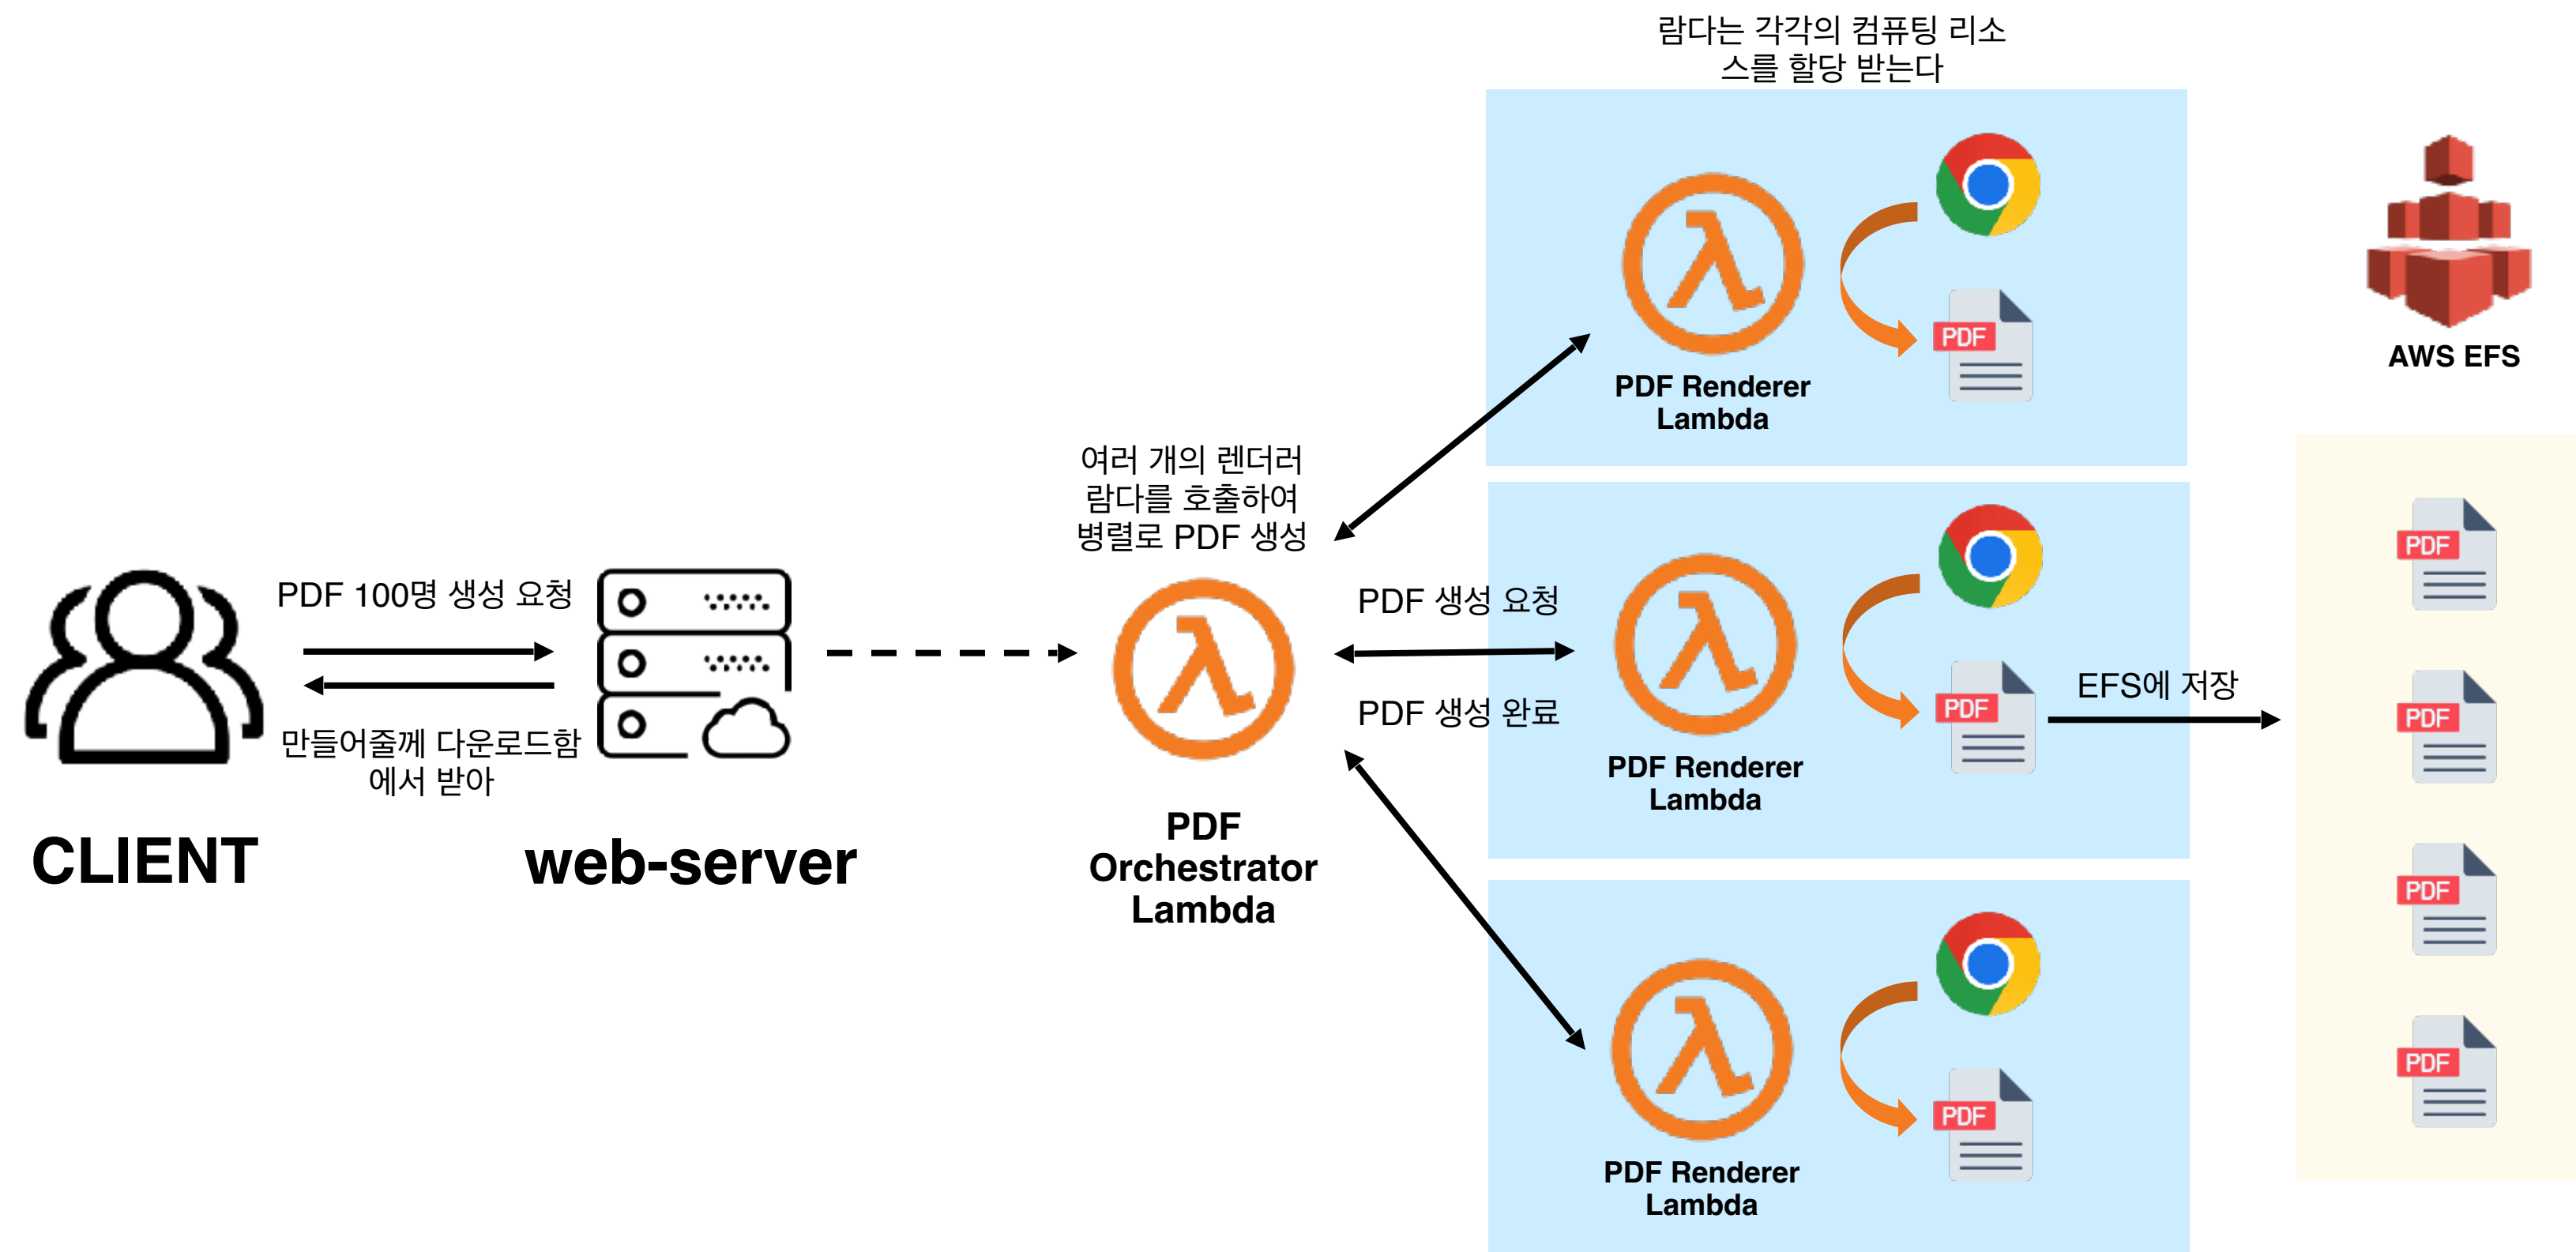 람다는 각각의 컴퓨팅 리소
스를 할당 받는다
PDF Renderer
Lambda
AWS EFS
여러 개의 렌더러
람다를 호출하여
병렬로 PDF 생성
PDF 100명 생성 요청
만들어줄께 다운로드함
에서 받아
CLIENT
web-server
PDF
Orchestrator
Lambda
PDF 생성 요청
PDF 생성 완료
PDF Renderer
Lambda
EFS에 저장
PDF Renderer
Lambda
PDF
PDF
PDF
PDF
PDF
PDF
PDF